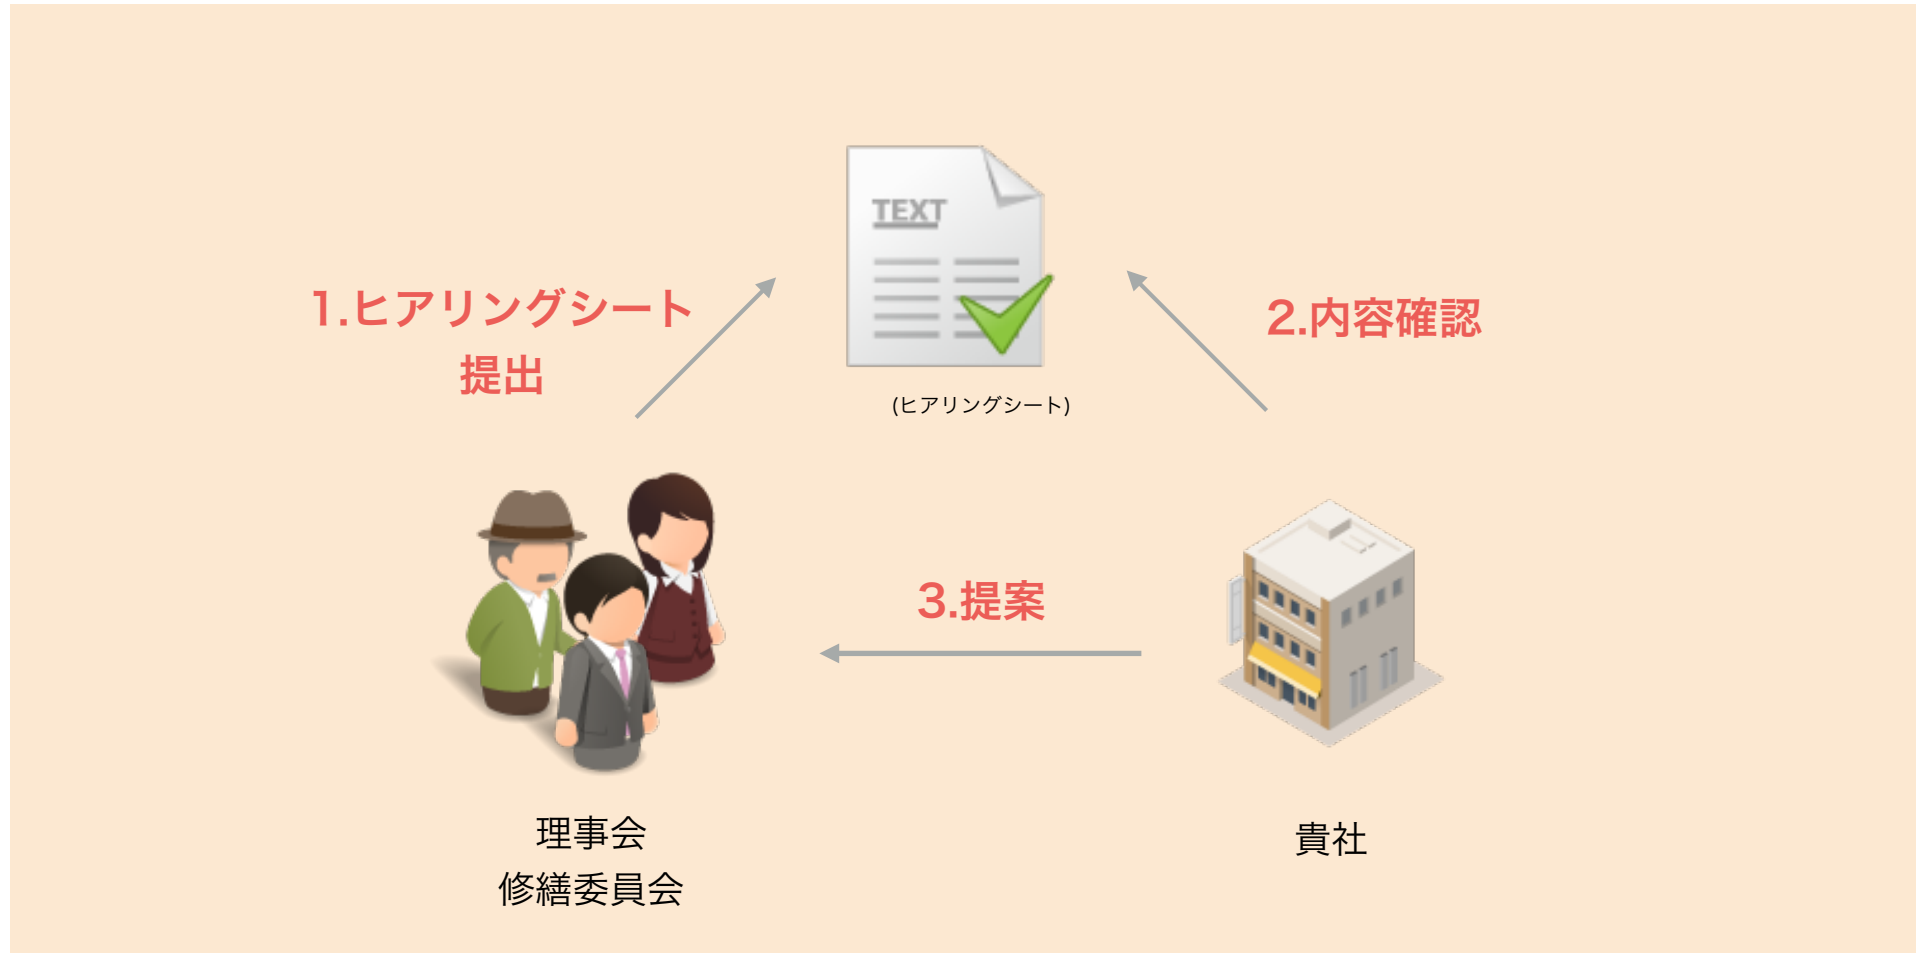 TEXT
1.ヒアリングシート
提出
2.内容確認
(ヒアリングシート)
3.提案
理事会
修繕委員会
貴社